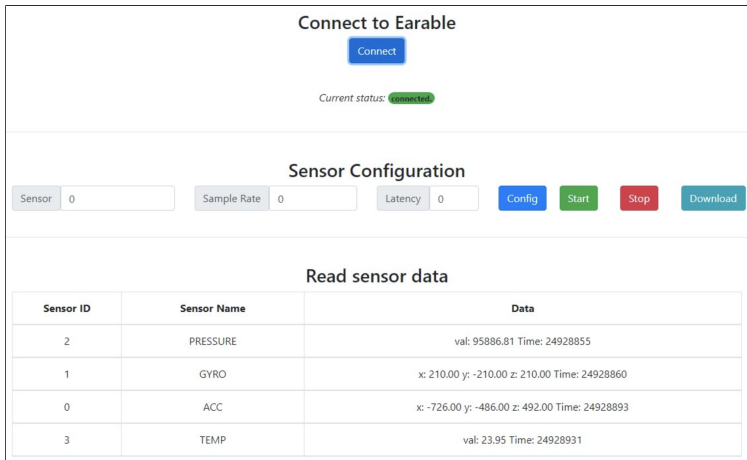 Connect to Earable
Connect
Current status: connected.
Sensor Configuration
Sensor 0 Sample Rate 0 Latency 0 Config Start Stop Download
Read sensor data
Sensor ID Sensor Name Data
2 PRESSURE val: 95886.81 Time: 24928855
1 GYRO x: 210.00 y: -210.00 z: 210.00 Time: 24928860
0 ACC x: -726.00 y: -486.00 z: 492.00 Time: 24928893
3 TEMP val: 23.95 Time: 24928931